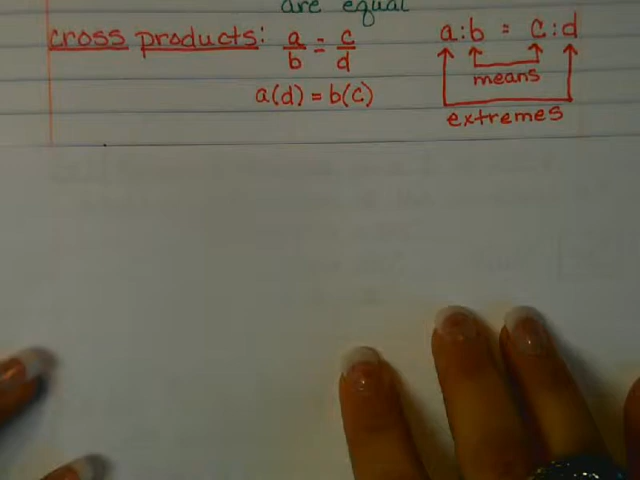 are equal
cross products: a/b = c/d
a(d) = b(c)
a:b = c:d
means
extremes